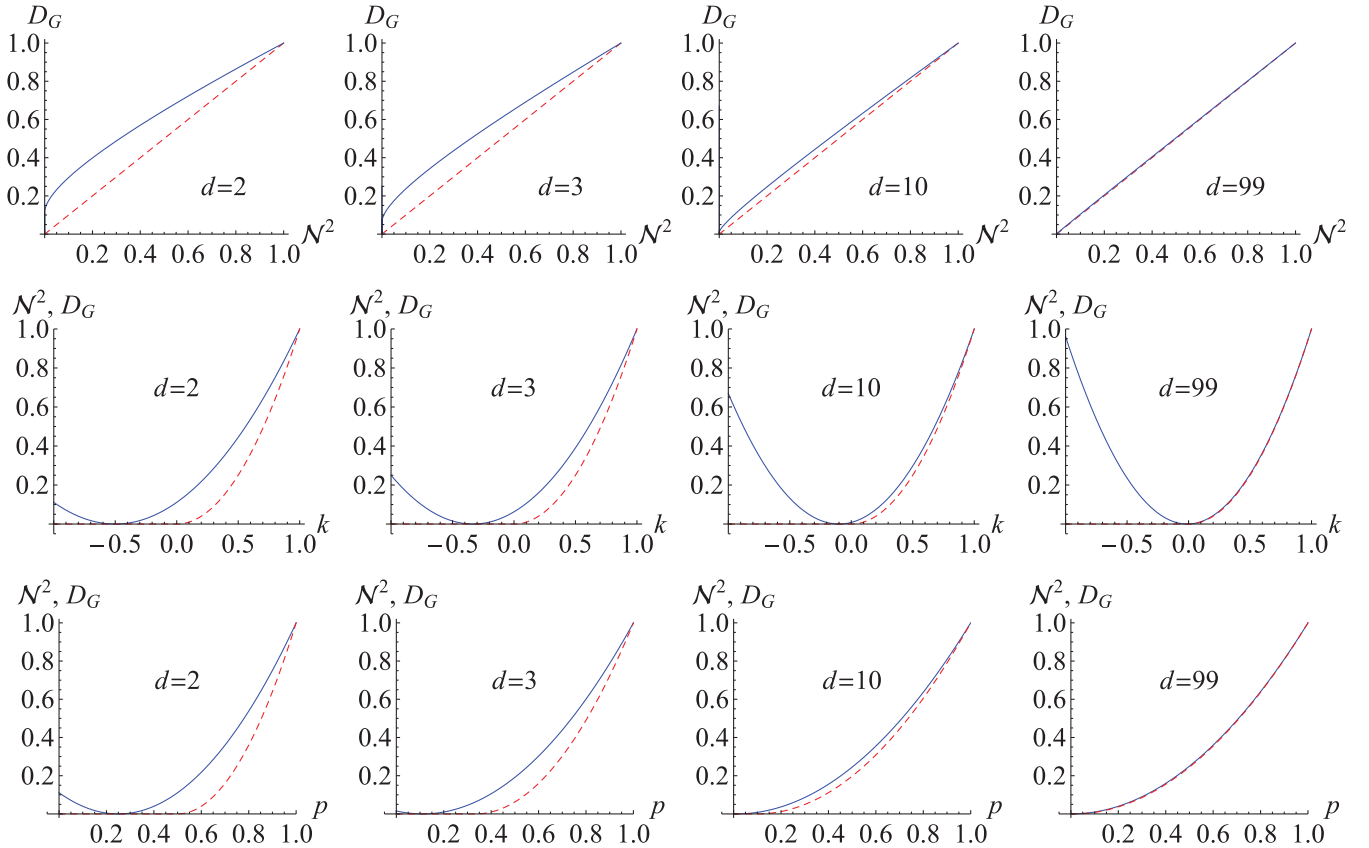 D_G D_G D_G D_G
1.0 1.0 1.0 1.0
0.8 0.8 0.8 0.8
0.6 0.6 0.6 0.6
0.4 0.4 0.4 0.4
0.2 d=2 0.2 d=3 0.2 d=10 0.2 d=99
0.2 0.4 0.6 0.8 1.0 𝒩² 0.2 0.4 0.6 0.8 1.0 𝒩² 0.2 0.4 0.6 0.8 1.0 𝒩² 0.2 0.4 0.6 0.8 1.0 𝒩²
𝒩², D_G 𝒩², D_G 𝒩², D_G 𝒩², D_G
1.0 1.0 1.0 1.0
0.8 0.8 0.8 0.8
d=2 d=3 d=10 d=99
0.6 0.6 0.6 0.6
0.4 0.4 0.4 0.4
0.2 0.2 0.2 0.2
−0.5 0.0 0.5 1.0 k −0.5 0.0 0.5 1.0 k −0.5 0.0 0.5 1.0 k −0.5 0.0 0.5 1.0 k
𝒩², D_G 𝒩², D_G 𝒩², D_G 𝒩², D_G
1.0 1.0 1.0 1.0
0.8 0.8 0.8 0.8
d=2 d=3 d=10 d=99
0.6 0.6 0.6 0.6
0.4 0.4 0.4 0.4
0.2 0.2 0.2 0.2
0.2 0.4 0.6 0.8 1.0 p 0.2 0.4 0.6 0.8 1.0 p 0.2 0.4 0.6 0.8 1.0 p 0.2 0.4 0.6 0.8 1.0 p